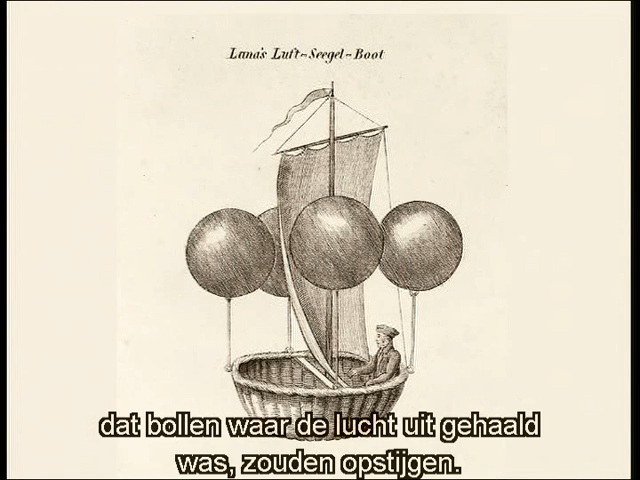 Lana's Luft-Seegel-Boot
dat bollen waar de lucht uit gehaald
was, zouden opstijgen.